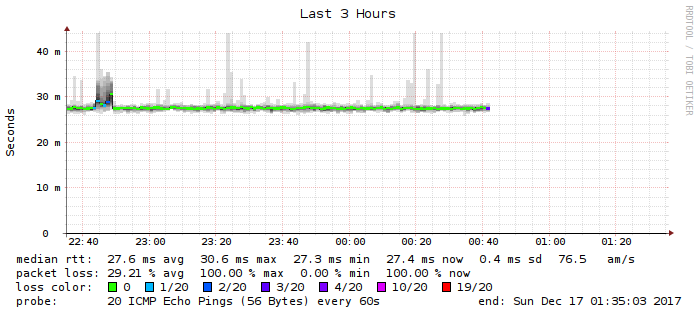 Last 3 Hours
RRDTOOL / TOBI OETIKER
Seconds
40 m
30 m
20 m
10 m
0
22:40 23:00 23:20 23:40 00:00 00:20 00:40 01:00 01:20
median rtt: 27.6 ms avg 30.6 ms max 27.3 ms min 27.4 ms now 0.4 ms sd 76.5 am/s
packet loss: 29.21 % avg 100.00 % max 0.00 % min 100.00 % now
loss color: 0 1/20 2/20 3/20 4/20 10/20 19/20
probe: 20 ICMP Echo Pings (56 Bytes) every 60s end: Sun Dec 17 01:35:03 2017